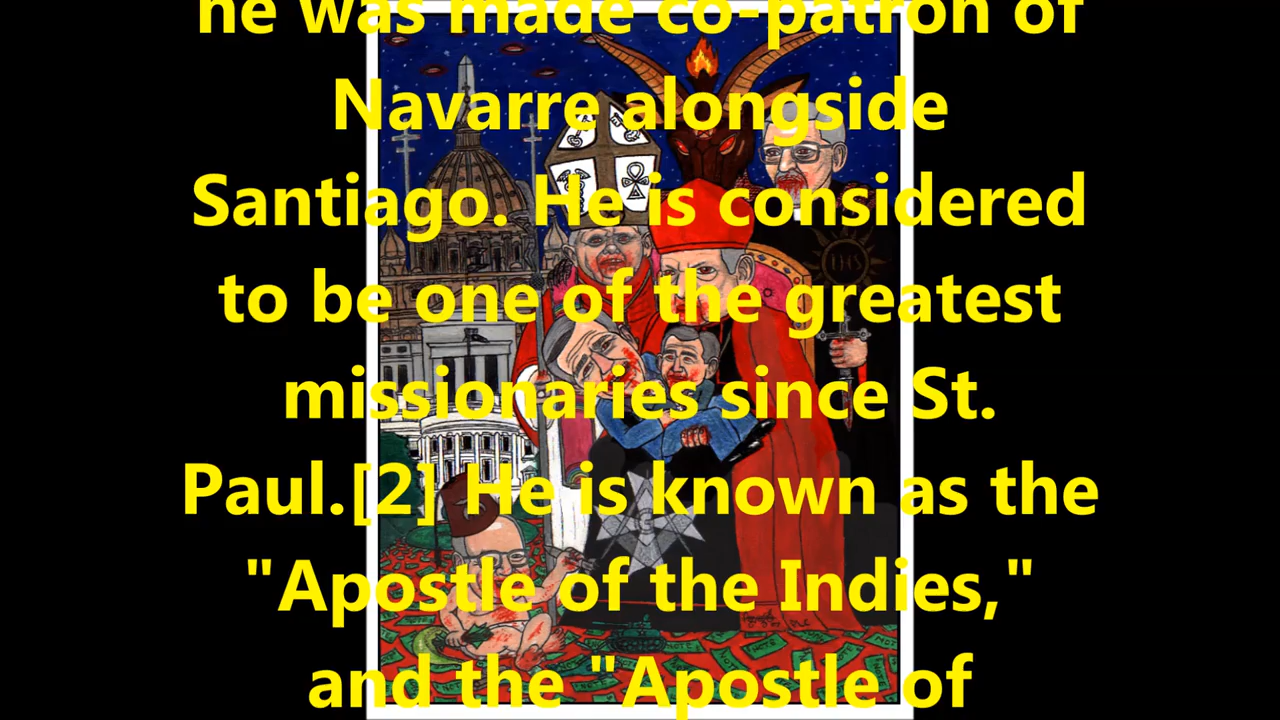 he was made co-patron of
Navarre alongside
Santiago. He is considered
to be one of the greatest
missionaries since St.
Paul.[2] He is known as the
"Apostle of the Indies,"
and the "Apostle of
IHS
G